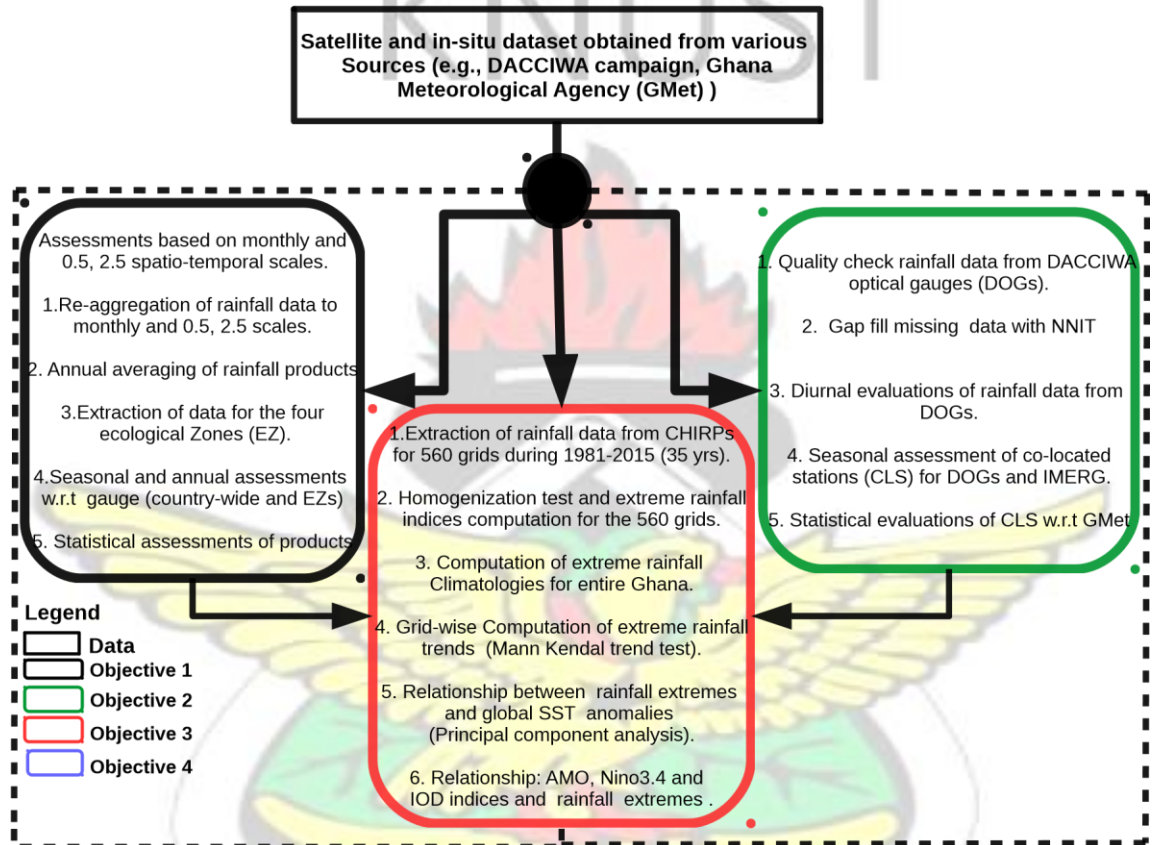 KNUST
Satellite and in-situ dataset obtained from various
Sources (e.g., DACCIWA campaign, Ghana
Meteorological Agency (GMet) )
Assessments based on monthly and
0.5, 2.5 spatio-temporal scales.
1.Re-aggregation of rainfall data to
monthly and 0.5, 2.5 scales.
2. Annual averaging of rainfall products
3.Extraction of data for the four
ecological Zones (EZ).
4.Seasonal and annual assessments
w.r.t gauge (country-wide and EZs)
5. Statistical assessments of products
1.Extraction of rainfall data from CHIRPs
for 560 grids during 1981-2015 (35 yrs).
2. Homogenization test and extreme rainfall
indices computation for the 560 grids.
3. Computation of extreme rainfall
Climatologies for entire Ghana.
4. Grid-wise Computation of extreme rainfall
trends (Mann Kendal trend test).
5. Relationship between rainfall extremes
and global SST anomalies
(Principal component analysis).
6. Relationship: AMO, Nino3.4 and
IOD indices and rainfall extremes .
1. Quality check rainfall data from DACCIWA
optical gauges (DOGs).
2. Gap fill missing data with NNIT
3. Diurnal evaluations of rainfall data from
DOGs.
4. Seasonal assessment of co-located
stations (CLS) for DOGs and IMERG.
5. Statistical evaluations of CLS w.r.t GMet
Legend
Data
Objective 1
Objective 2
Objective 3
Objective 4